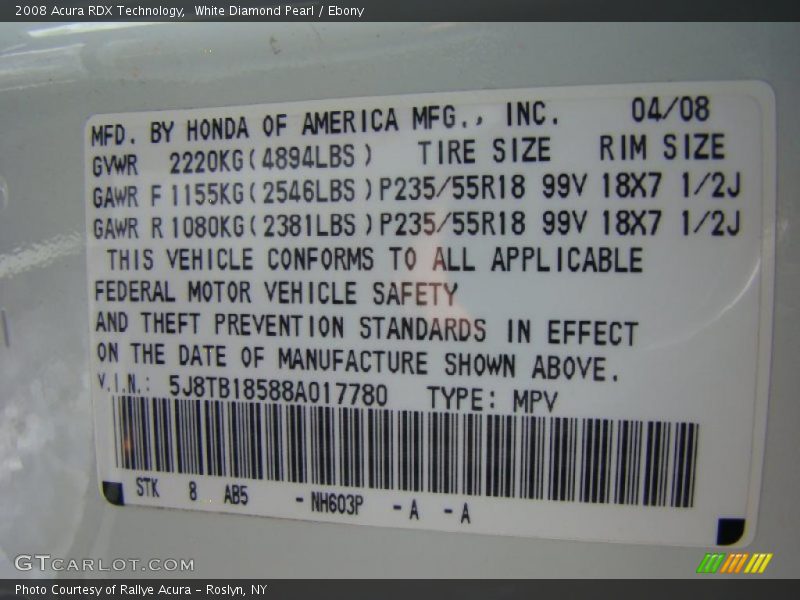 2008 Acura RDX Technology,  White Diamond Pearl / Ebony
MFD. BY HONDA OF AMERICA MFG., INC. 04/08
GVWR 2220KG(4894LBS) TIRE SIZE RIM SIZE
GAWR F 1155KG(2546LBS)P235/55R18 99V 18X7 1/2J
GAWR R 1080KG(2381LBS)P235/55R18 99V 18X7 1/2J
THIS VEHICLE CONFORMS TO ALL APPLICABLE
FEDERAL MOTOR VEHICLE SAFETY
AND THEFT PREVENTION STANDARDS IN EFFECT
ON THE DATE OF MANUFACTURE SHOWN ABOVE.
V.I.N.: 5J8TB18588A017780 TYPE: MPV
STK 8 AB5 - NH603P - A - A
GTCARLOT.COM
Photo Courtesy of Rallye Acura – Roslyn, NY